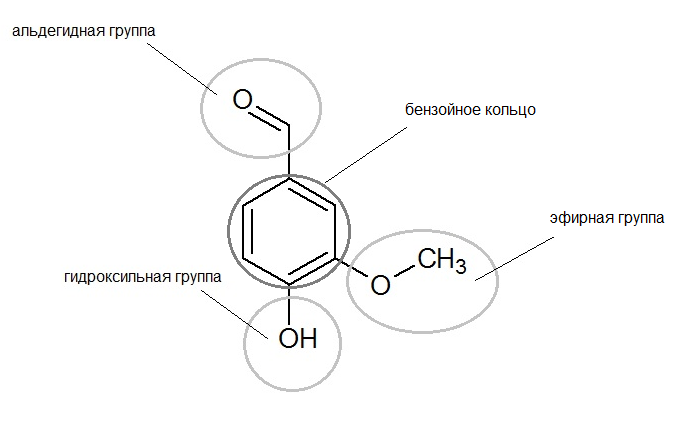 альдегидная группа
O
бензойное кольцо
эфирная группа
CH3
гидроксильная группа
O
OH